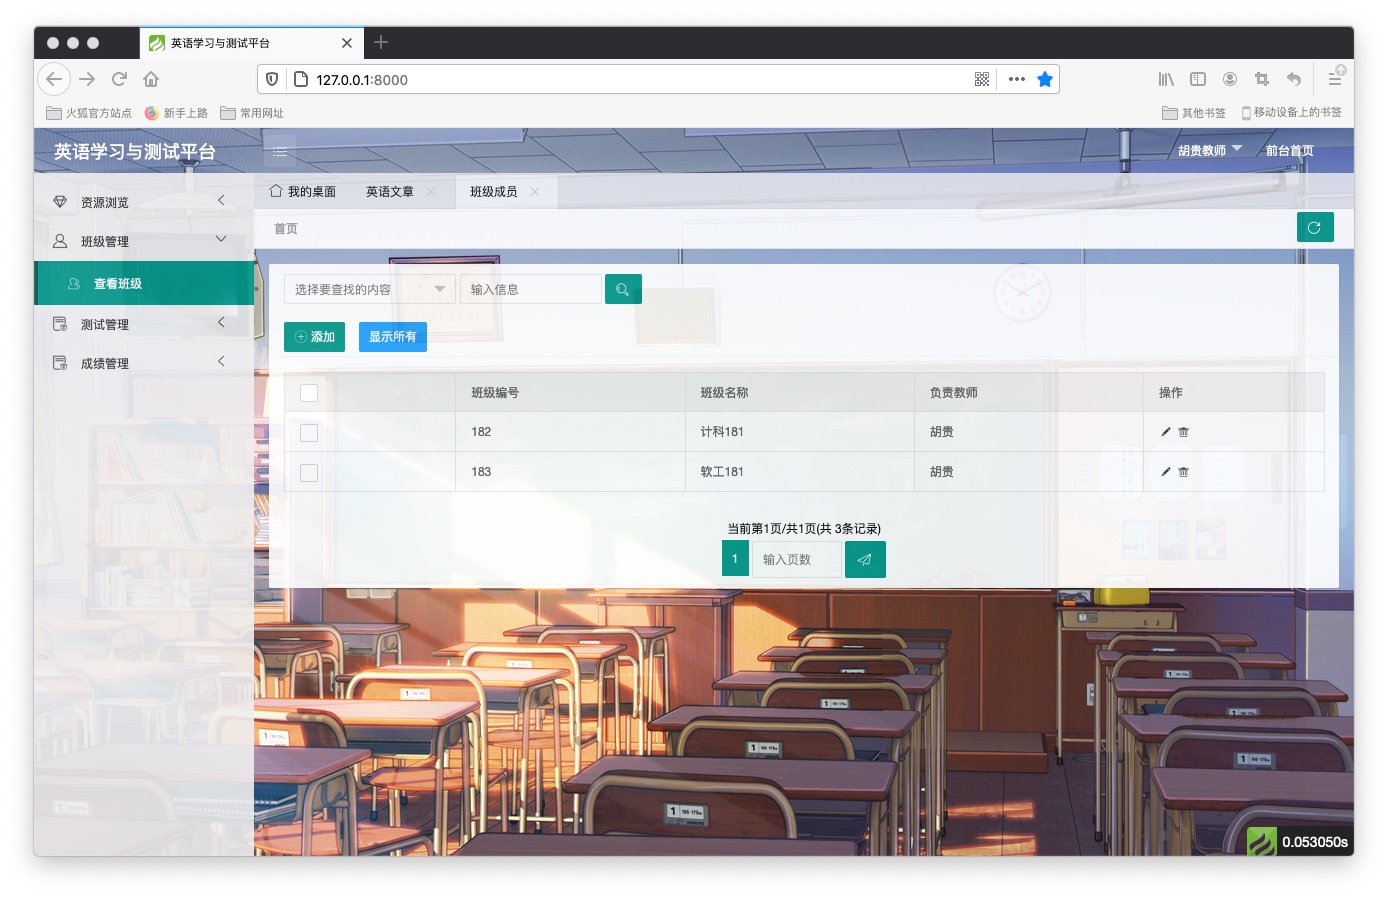 英语学习与测试平台
127.0.0.1:8000
火狐官方站点
新手上路
常用网址
其他书签
移动设备上的书签
英语学习与测试平台
胡贵教师
前台首页
资源浏览
班级管理
查看班级
测试管理
成绩管理
我的桌面
英语文章
班级成员
首页
选择要查找的内容
输入信息
添加
显示所有
班级编号 班级名称 负责教师 操作
182 计科181 胡贵
183 软工181 胡贵
当前第1页/共1页(共 3条记录)
1
输入页数
0.053050s